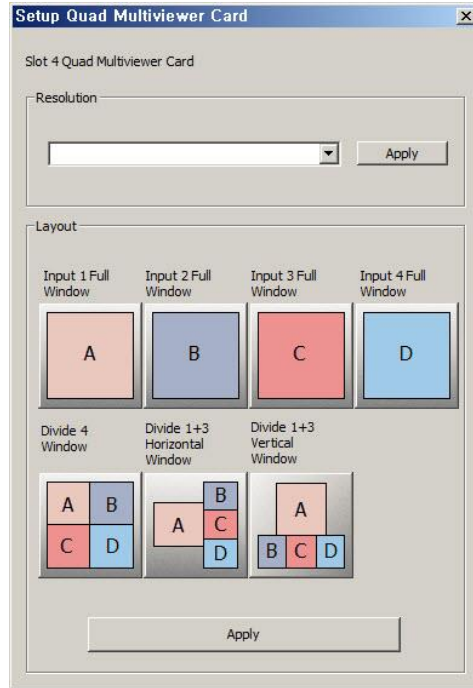 Setup Quad Multiviewer Card
Slot 4 Quad Multiviewer Card
Resolution
Apply
Layout
Input 1 Full
Window
Input 2 Full
Window
Input 3 Full
Window
Input 4 Full
Window
A
B
C
D
Divide 4
Window
Divide 1+3
Horizontal
Window
Divide 1+3
Vertical
Window
A B
C D
A
B
C
D
A
B C D
Apply